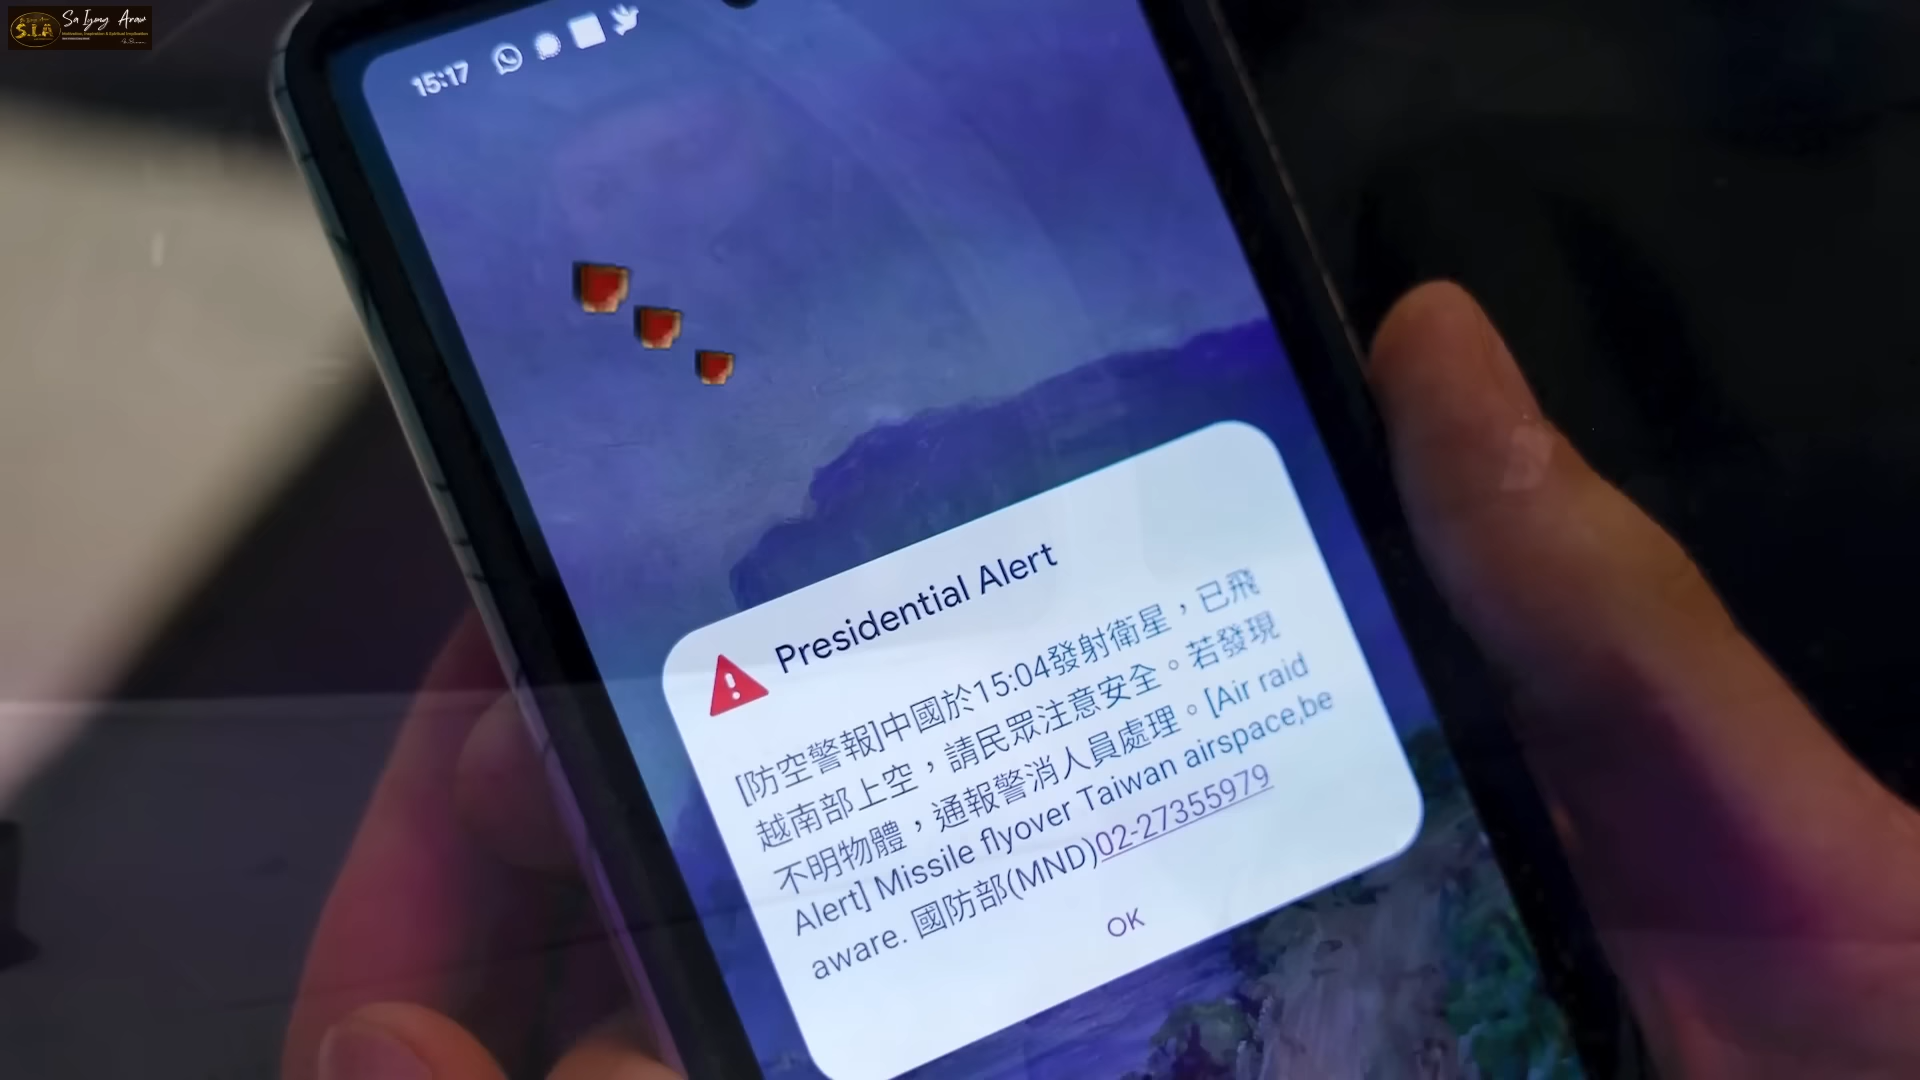 Sa Iyong Araw
S.I.A
15:17
Presidential Alert
[防空警報]中國於15:04發射衛星，已飛
越南部上空，請民眾注意安全。若發現
不明物體，通報警消人員處理。[Air raid
Alert] Missile flyover Taiwan airspace,be
aware. 國防部(MND)02-27355979
OK